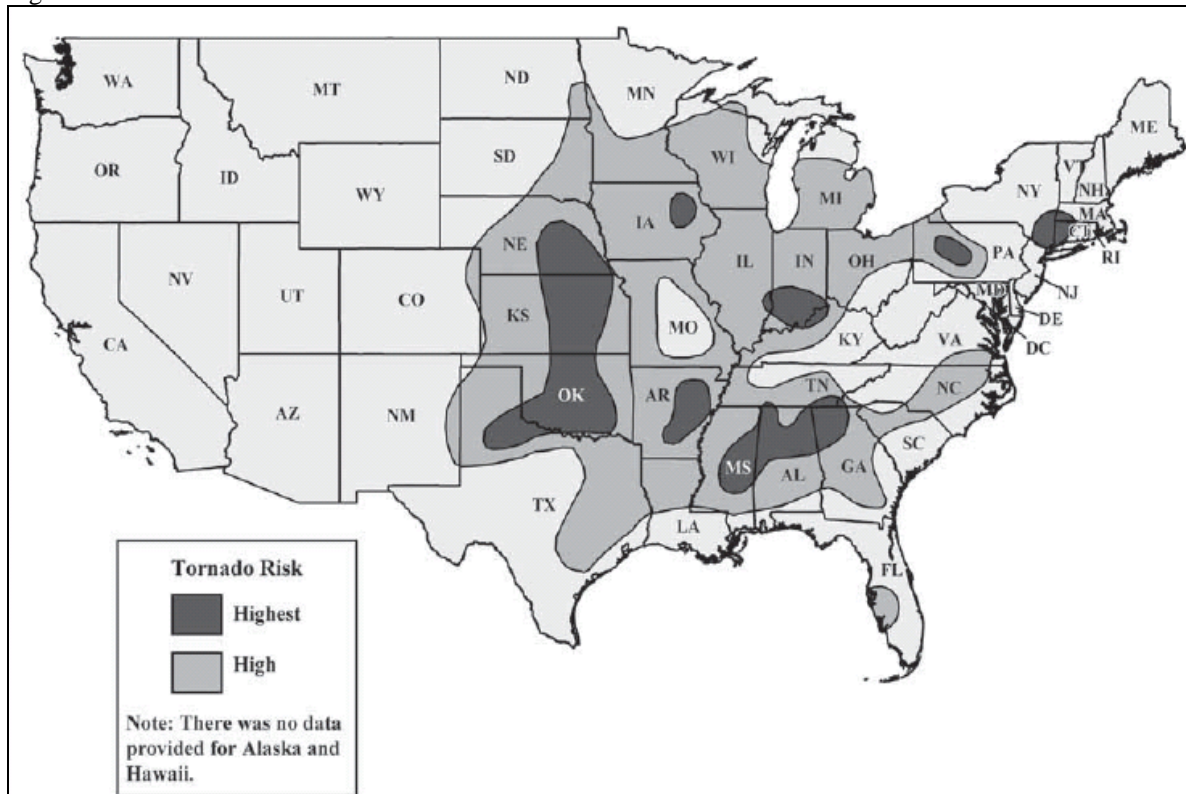 WA
MT
ND
MN
ME
OR
ID
SD
WI
VT
NY
NH
WY
MI
MA
IA
CT
RI
NE
PA
NV
IL
IN
OH
NJ
UT
CO
MD
KS
MO
DE
CA
KY
VA
DC
AZ
NM
OK
AR
TN
NC
SC
MS
AL
GA
TX
LA
FL
Tornado Risk
Highest
High
Note: There was no data
provided for Alaska and
Hawaii.